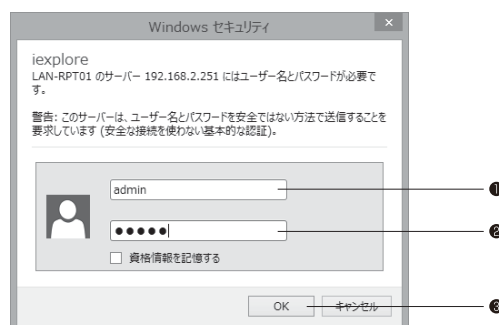 Windows セキュリティ
×
iexplore
LAN-RPT01 のサーバー 192.168.2.251 にはユーザー名とパスワードが必要で
す。
警告: このサーバーは、ユーザー名とパスワードを安全ではない方法で送信することを
要求しています (安全な接続を使わない基本的な認証)。
admin
❶
●●●●●
❷
資格情報を記憶する
OK
キャンセル
❸